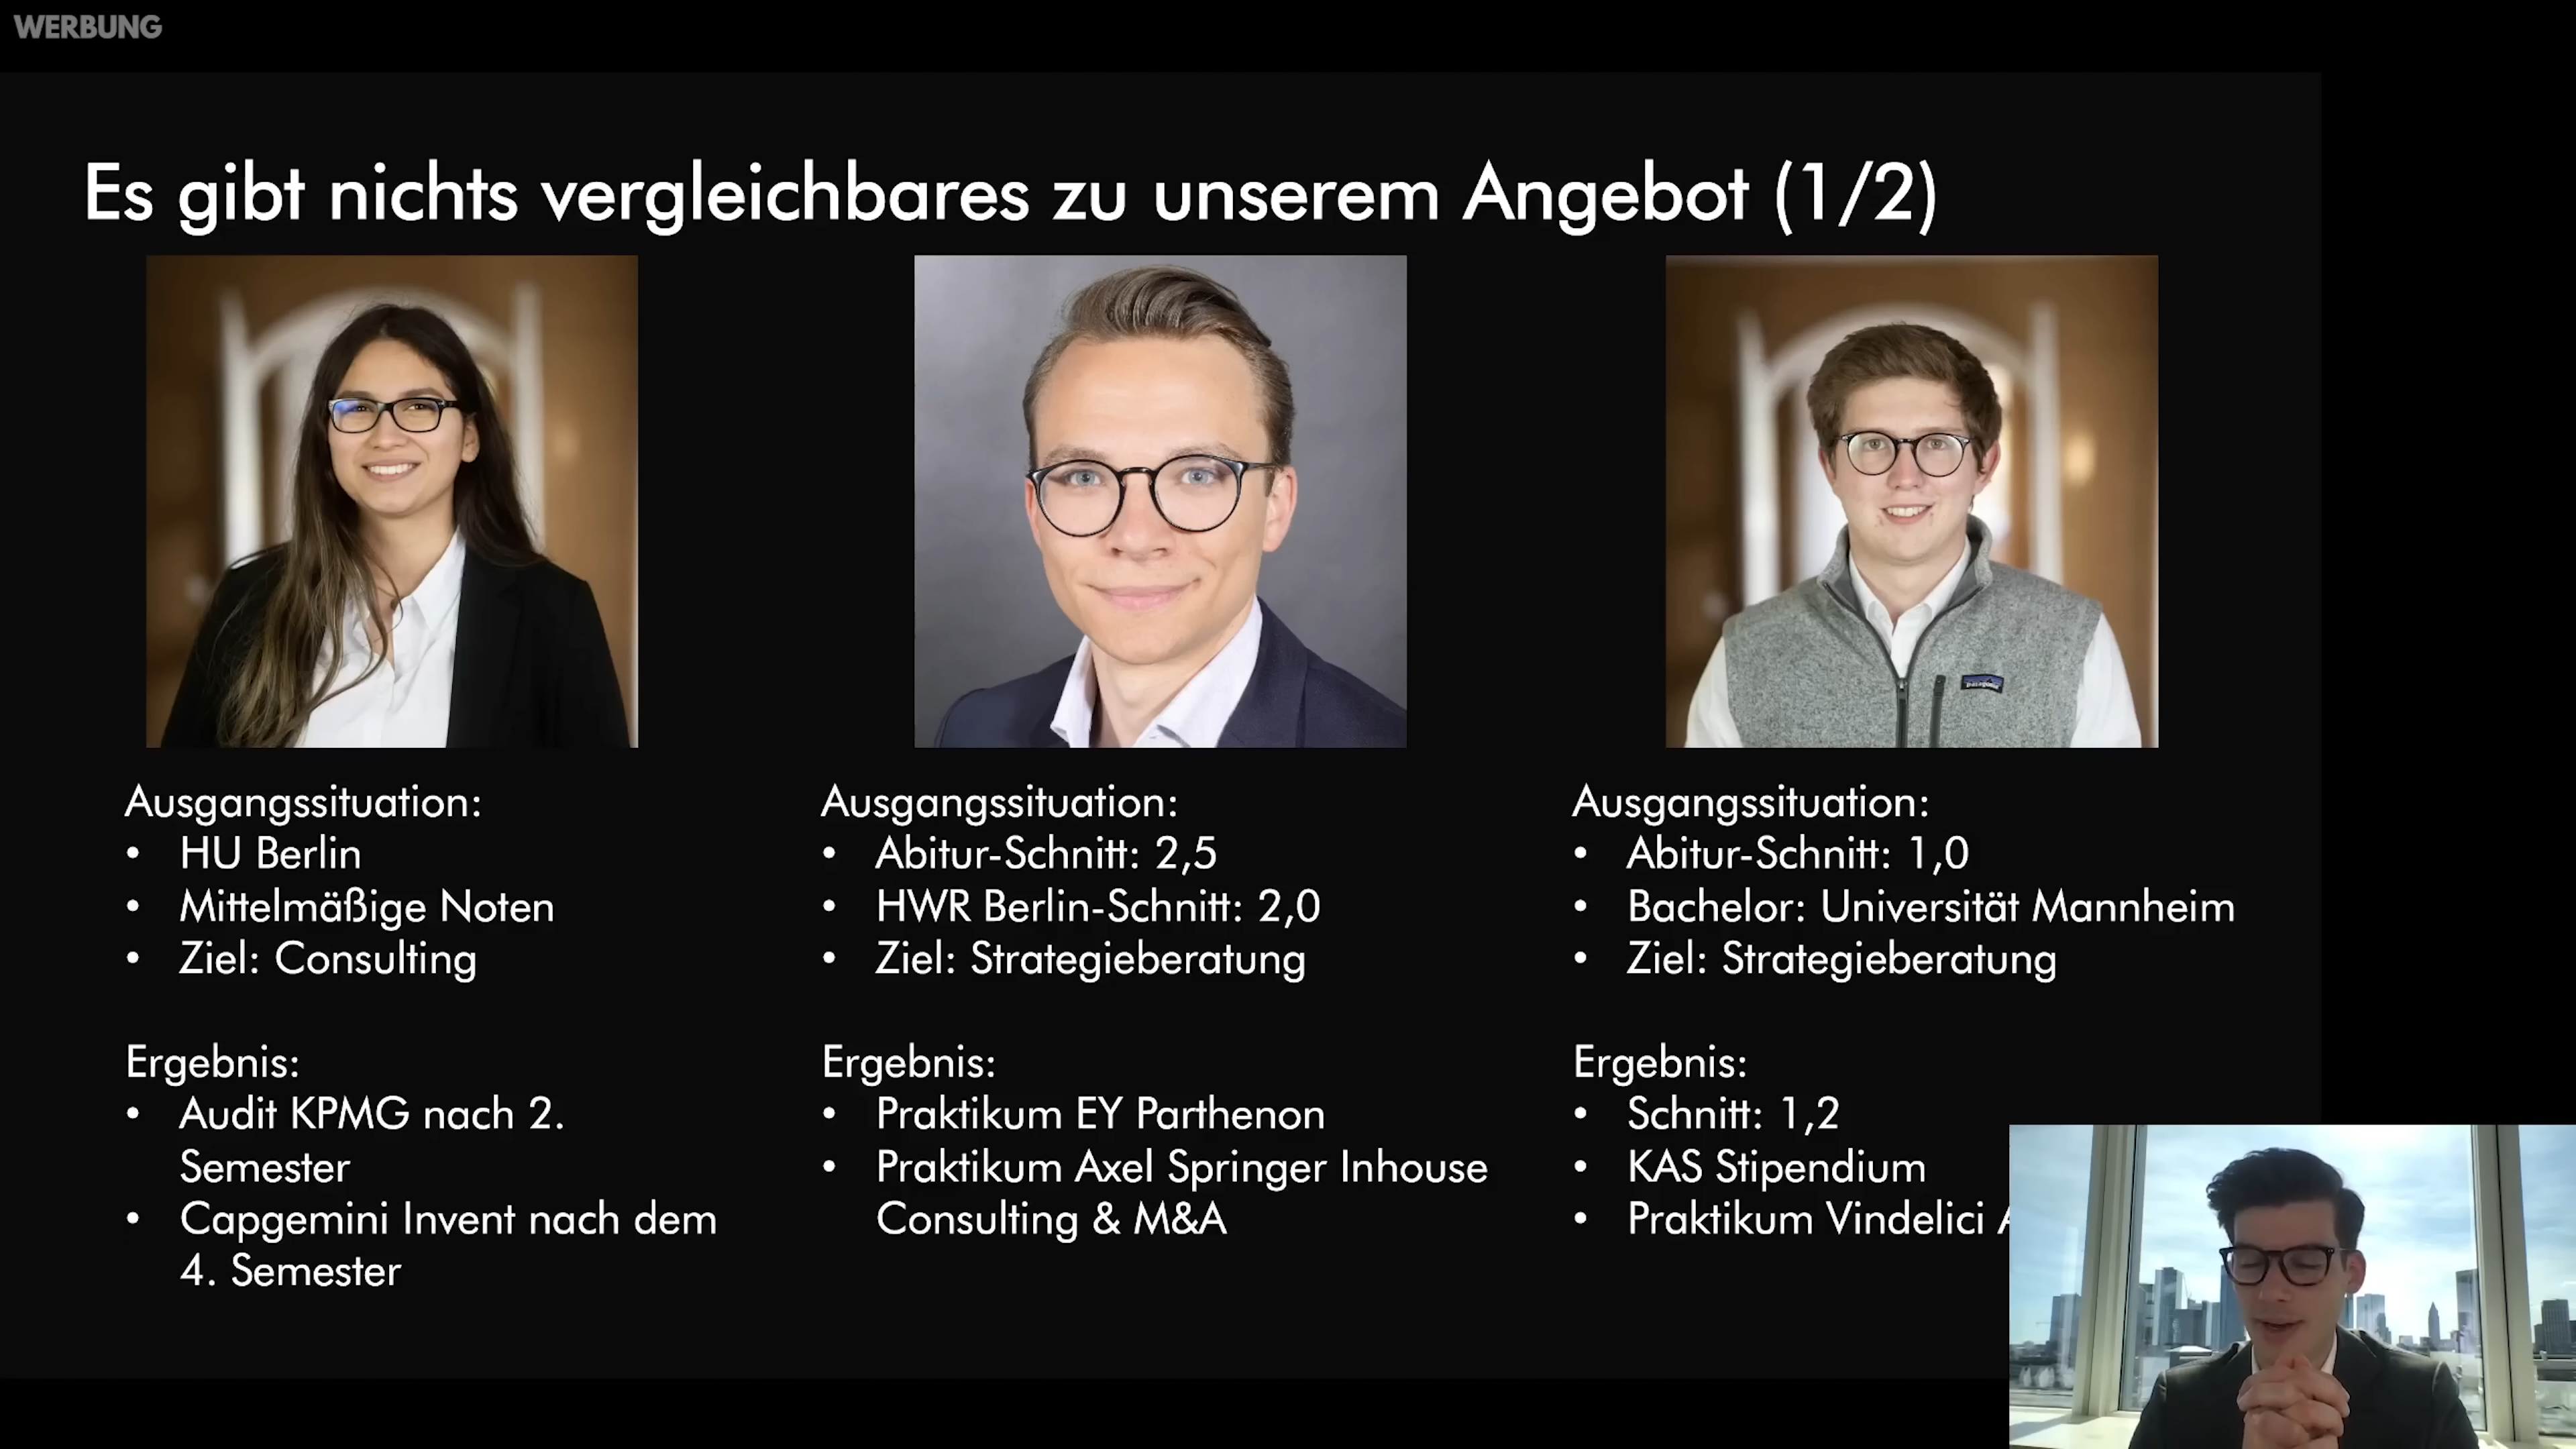 WERBUNG
Es gibt nichts vergleichbares zu unserem Angebot (1/2)
patagonia
Ausgangssituation:
• HU Berlin
• Mittelmäßige Noten
• Ziel: Consulting
Ergebnis:
• Audit KPMG nach 2.
Semester
• Capgemini Invent nach dem
4. Semester
Ausgangssituation:
• Abitur-Schnitt: 2,5
• HWR Berlin-Schnitt: 2,0
• Ziel: Strategieberatung
Ergebnis:
• Praktikum EY Parthenon
• Praktikum Axel Springer Inhouse
Consulting & M&A
Ausgangssituation:
• Abitur-Schnitt: 1,0
• Bachelor: Universität Mannheim
• Ziel: Strategieberatung
Ergebnis:
• Schnitt: 1,2
• KAS Stipendium
• Praktikum Vindelici